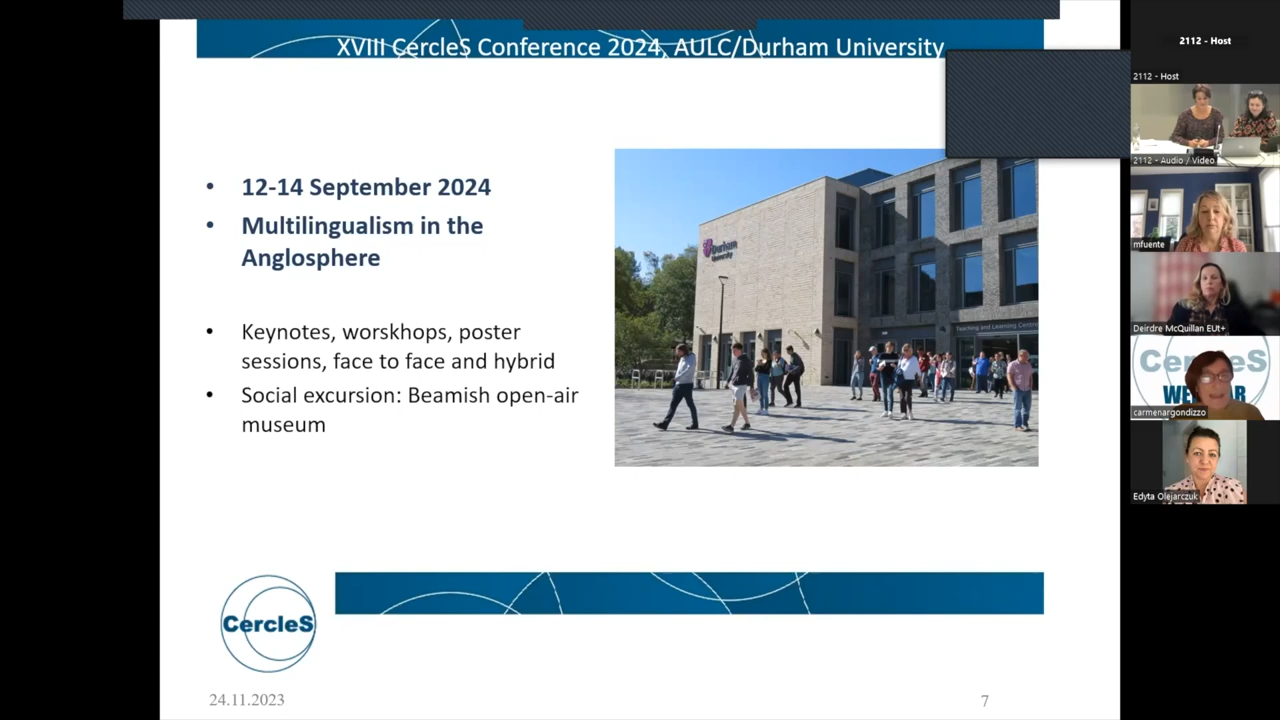 XVIII CercleS Conference 2024, AULC/Durham University
• 12-14 September 2024
• Multilingualism in the
Anglosphere
• Keynotes, worskhops, poster
sessions, face to face and hybrid
• Social excursion: Beamish open-air
museum
Durham
University
Teaching and Learning Centre
CercleS
24.11.2023
7
2112 - Host
2112 - Host
2112 - Audio / Video
mfuente
Deirdre McQuillan EUt+
CercleS
carmenargondizzo
Edyta Olejarczuk